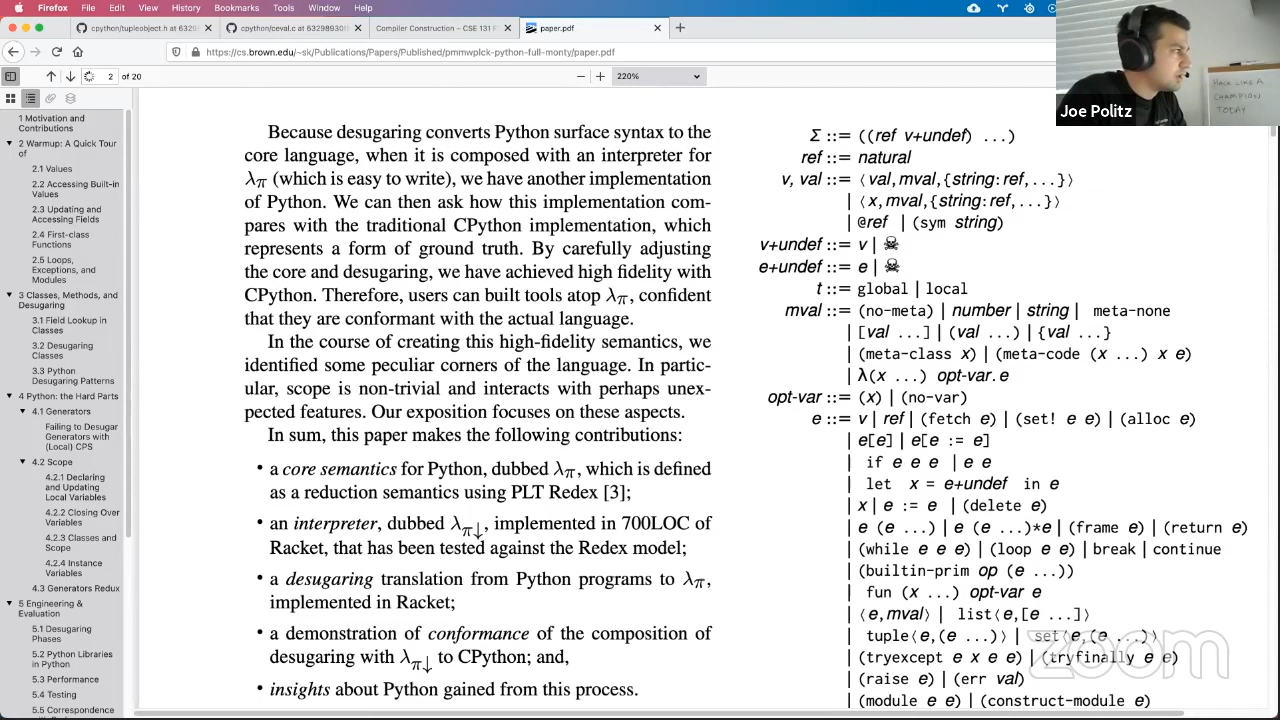 Firefox File Edit View History Bookmarks Tools Window Help
cpython/tupleobject.h at 6328930
cpython/ceval.c at 63298930fb
Compiler Construction – CSE 131 F
paper.pdf
https://cs.brown.edu/~sk/Publications/Papers/Published/pmmwplck-python-full-monty/paper.pdf
2 of 20
220%
Joe Politz
HACK LIKE A
CHAMPION
TODAY
1 Motivation and
Contributions
2 Warmup: A Quick Tour
of
2.1 Values
2.2 Accessing Built-in
Values
2.3 Updating and
Accessing Fields
2.4 First-class
Functions
2.5 Loops,
Exceptions, and
Modules
3 Classes, Methods, and
Desugaring
3.1 Field Lookup in
Classes
3.2 Desugaring
Classes
3.3 Python
Desugaring Patterns
4 Python: the Hard Parts
4.1 Generators
Failing to Desugar
Generators with
(Local) CPS
4.2 Scope
4.2.1 Declaring
and Updating
Local Variables
4.2.2 Closing Over
Variables
4.2.3 Classes and
Scope
4.2.4 Instance
Variables
4.3 Generators Redux
5 Engineering &
Evaluation
5.1 Desugaring
Phases
5.2 Python Libraries
in Python
5.3 Performance
5.4 Testing
5.5 Correspondence
Because desugaring converts Python surface syntax to the
core language, when it is composed with an interpreter for
λπ (which is easy to write), we have another implementation
of Python. We can then ask how this implementation com-
pares with the traditional CPython implementation, which
represents a form of ground truth. By carefully adjusting
the core and desugaring, we have achieved high fidelity with
CPython. Therefore, users can built tools atop λπ, confident
that they are conformant with the actual language.
In the course of creating this high-fidelity semantics, we
identified some peculiar corners of the language. In partic-
ular, scope is non-trivial and interacts with perhaps unex-
pected features. Our exposition focuses on these aspects.
In sum, this paper makes the following contributions:
• a core semantics for Python, dubbed λπ, which is defined
as a reduction semantics using PLT Redex [3];
• an interpreter, dubbed λπ↓, implemented in 700LOC of
Racket, that has been tested against the Redex model;
• a desugaring translation from Python programs to λπ,
implemented in Racket;
• a demonstration of conformance of the composition of
desugaring with λπ↓ to CPython; and,
• insights about Python gained from this process.
Σ ::= ((ref v+undef) ...)
ref ::= natural
v, val ::= ⟨val,mval,{string:ref,...}⟩
| ⟨x,mval,{string:ref,...}⟩
| @ref | (sym string)
v+undef ::= v | ☠
e+undef ::= e | ☠
t ::= global | local
mval ::= (no-meta) | number | string | meta-none
| [val ...] | (val ...) | {val ...}
| (meta-class x) | (meta-code (x ...) x e)
| λ(x ...) opt-var.e
opt-var ::= (x) | (no-var)
e ::= v | ref | (fetch e) | (set! e e) | (alloc e)
| e[e] | e[e := e]
| if e e e | e e
| let x = e+undef in e
| x | e := e | (delete e)
| e (e ...) | e (e ...)*e | (frame e) | (return e)
| (while e e e) | (loop e e) | break | continue
| (builtin-prim op (e ...))
| fun (x ...) opt-var e
| ⟨e,mval⟩ | list⟨e,[e ...]⟩
| tuple⟨e,(e ...)⟩ | set⟨e,(e ...)⟩
| (tryexcept e x e e) | (tryfinally e e)
| (raise e) | (err val)
| (module e e) | (construct-module e)
zoom